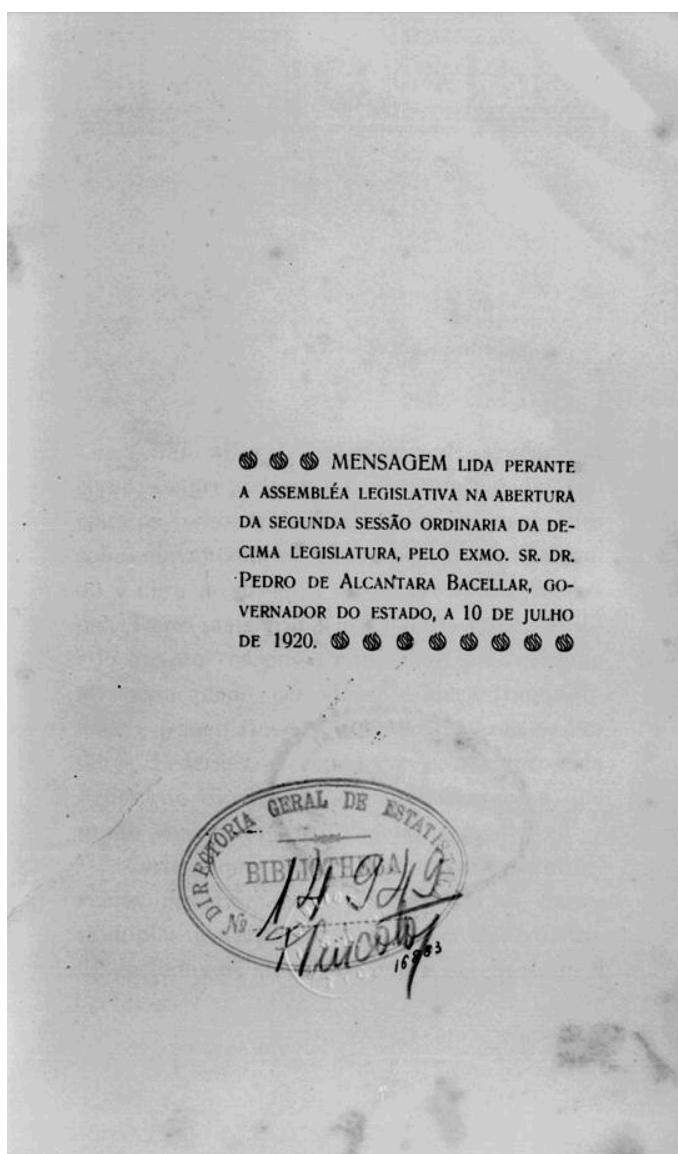 MENSAGEM LIDA PERANTE
A ASSEMBLÉA LEGISLATIVA NA ABERTURA
DA SEGUNDA SESSÃO ORDINARIA DA DE-
CIMA LEGISLATURA, PELO EXMO. SR. DR.
PEDRO DE ALCANTARA BACELLAR, GO-
VERNADOR DO ESTADO, A 10 DE JULHO
DE 1920.
DIRECTORIA GERAL DE ESTATISTICA
BIBLIOTHECA
Nº 14949
16883